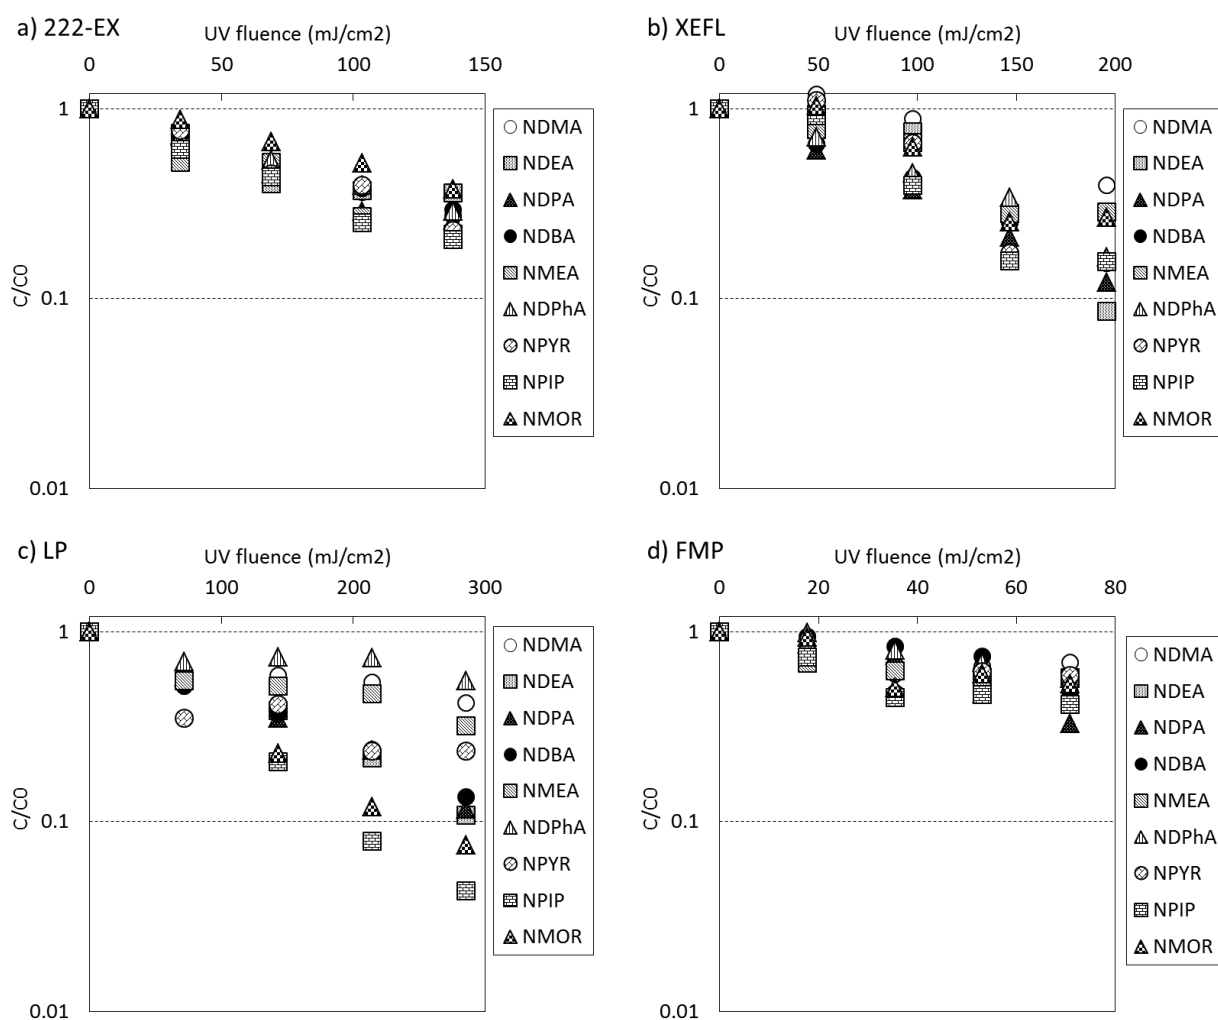 a) 222-EX
UV fluence (mJ/cm2)
0 50 100 150
1
0.1
0.01
C/C0
NDMA
NDEA
NDPA
NDBA
NMEA
NDPhA
NPYR
NPIP
NMOR
b) XEFL
UV fluence (mJ/cm2)
0 50 100 150 200
1
0.1
0.01
C/C0
NDMA
NDEA
NDPA
NDBA
NMEA
NDPhA
NPYR
NPIP
NMOR
c) LP
UV fluence (mJ/cm2)
0 100 200 300
1
0.1
0.01
C/C0
NDMA
NDEA
NDPA
NDBA
NMEA
NDPhA
NPYR
NPIP
NMOR
d) FMP
UV fluence (mJ/cm2)
0 20 40 60 80
1
0.1
0.01
C/C0
NDMA
NDEA
NDPA
NDBA
NMEA
NDPhA
NPYR
NPIP
NMOR